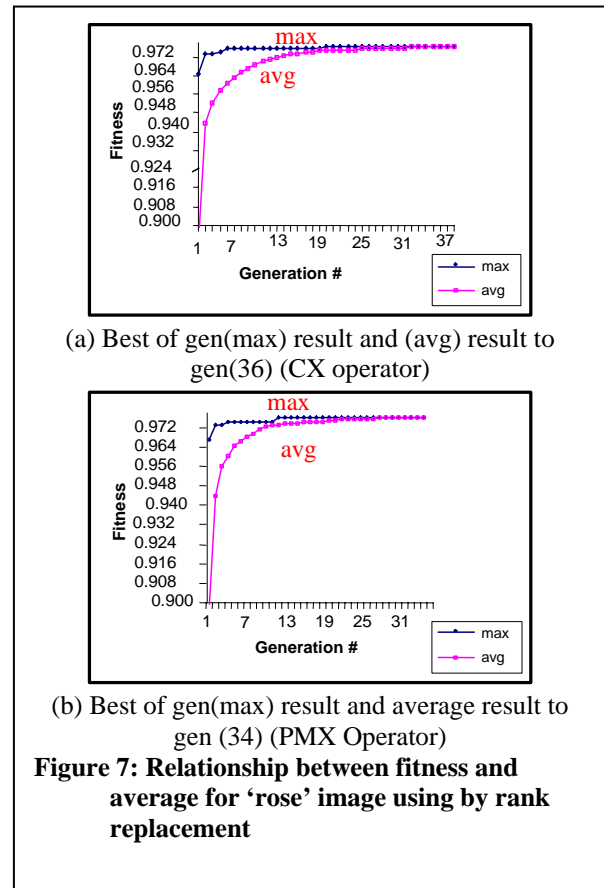 max
0.972
0.964
avg
0.956
0.948
0.940
0.932
0.924
0.916
0.908
0.900
Fitness
1 7 13 19 25 31 37
Generation #
max
avg
(a) Best of gen(max) result and (avg) result to
gen(36) (CX operator)
max
0.972
0.964
avg
0.956
0.948
0.940
0.932
0.924
0.916
0.908
0.900
Fitness
1 7 13 19 25 31
Generation #
max
avg
(b) Best of gen(max) result and average result to
gen (34) (PMX Operator)
Figure 7: Relationship between fitness and
average for ‘rose’ image using by rank
replacement